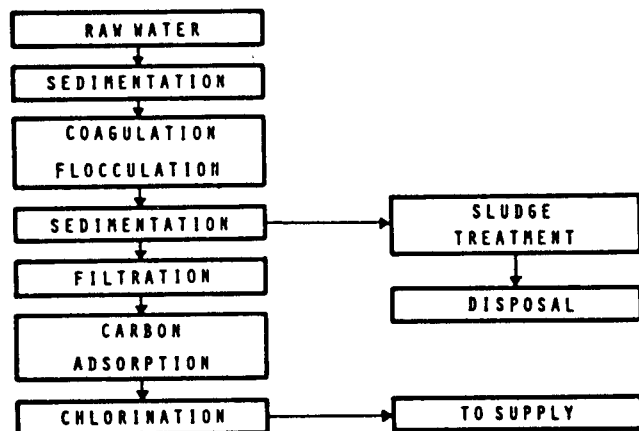 RAW WATER
SEDIMENTATION
COAGULATION
FLOCCULATION
SEDIMENTATION
SLUDGE
TREATMENT
FILTRATION
DISPOSAL
CARBON
ADSORPTION
CHLORINATION
TO SUPPLY